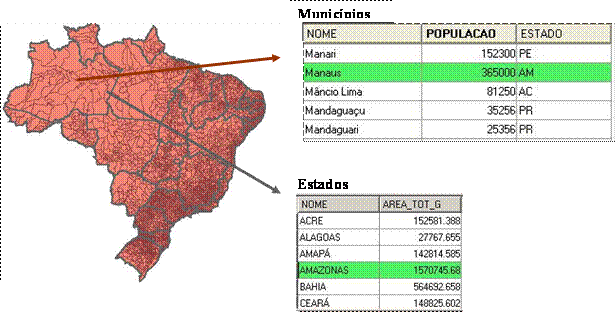 Municípios
NOME POPULACAO ESTADO
Manari 152300 PE
Manaus 365000 AM
Mâncio Lima 81250 AC
Mandaguaçu 35256 PR
Mandaguari 25356 PR
Estados
NOME AREA_TOT_G
ACRE 152581.388
ALAGOAS 27767.655
AMAPÁ 142814.585
AMAZONAS 1570745.68
BAHIA 564692.658
CEARÁ 148825.602